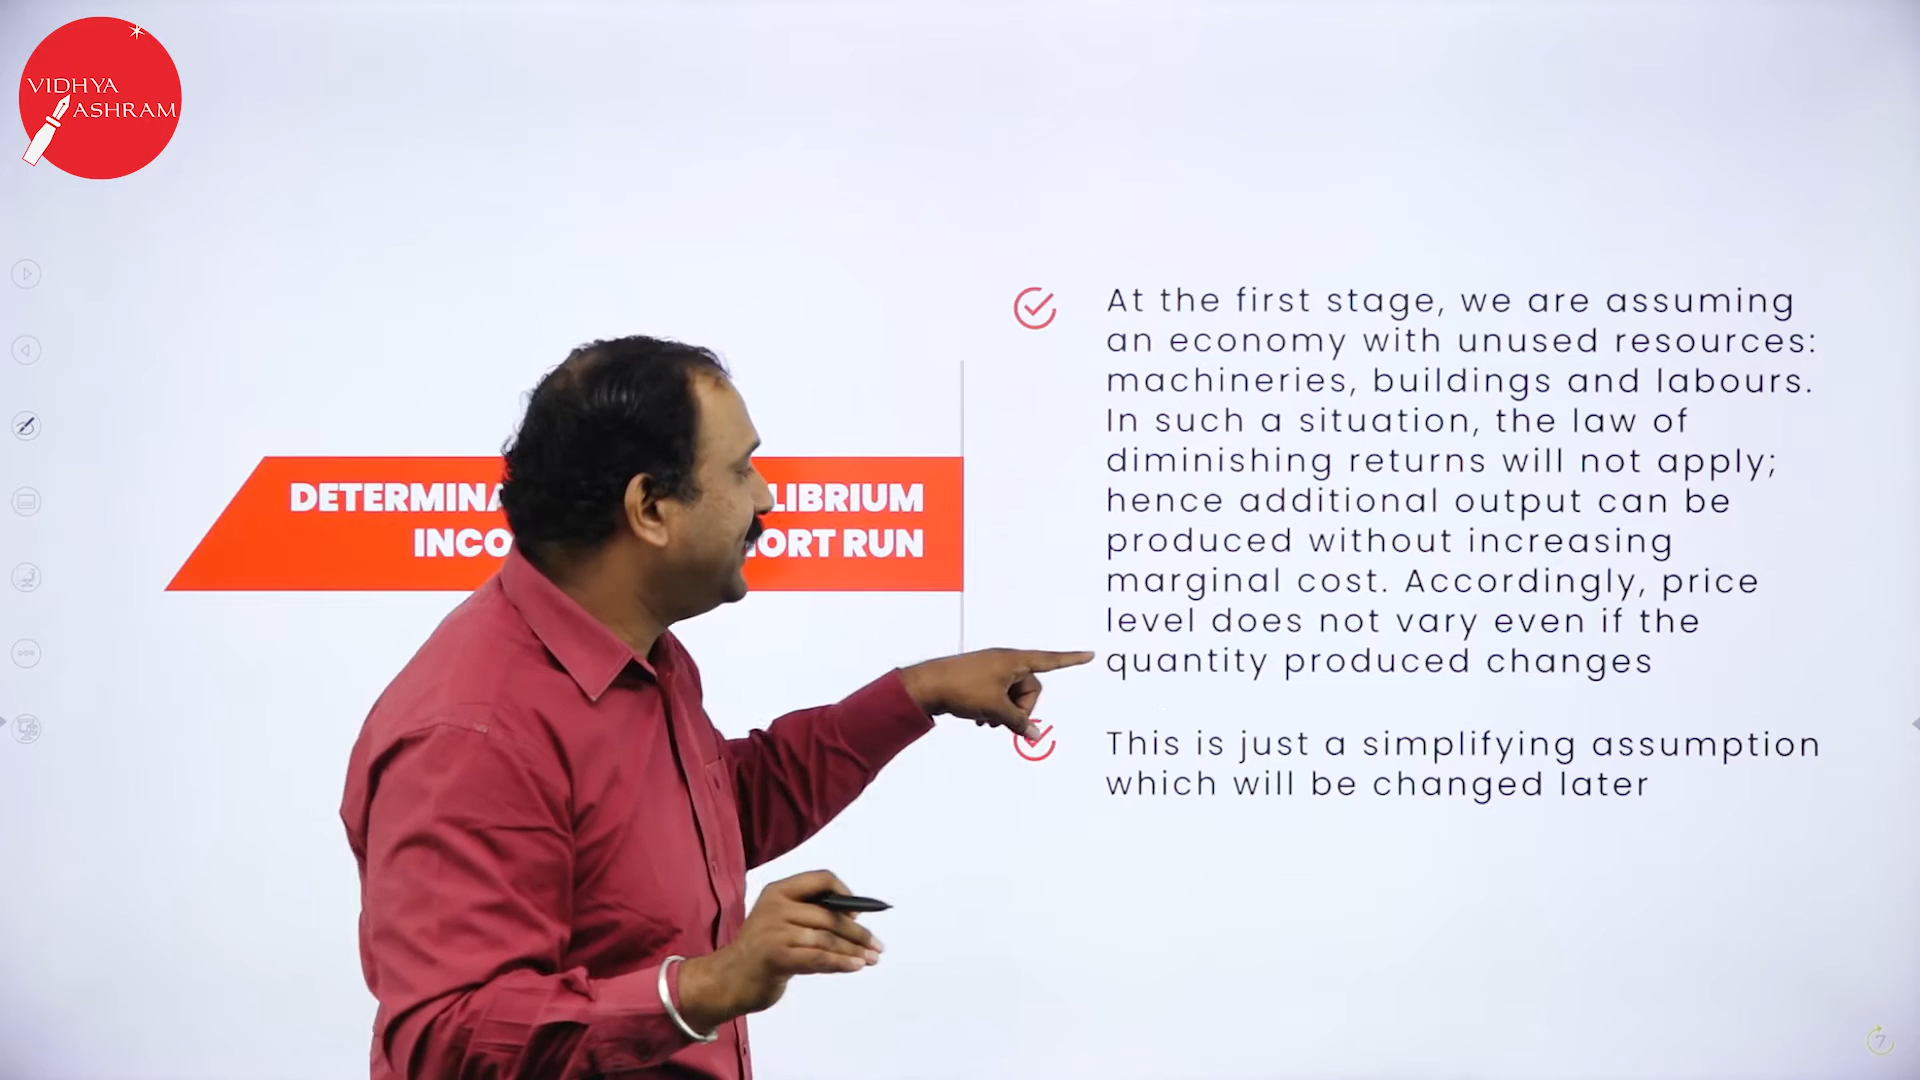 VIDHYA
ASHRAM
DETERMINA LIBRIUM
INCO ORT RUN
At the first stage, we are assuming
an economy with unused resources:
machineries, buildings and labours.
In such a situation, the law of
diminishing returns will not apply;
hence additional output can be
produced without increasing
marginal cost. Accordingly, price
level does not vary even if the
quantity produced changes
This is just a simplifying assumption
which will be changed later
7